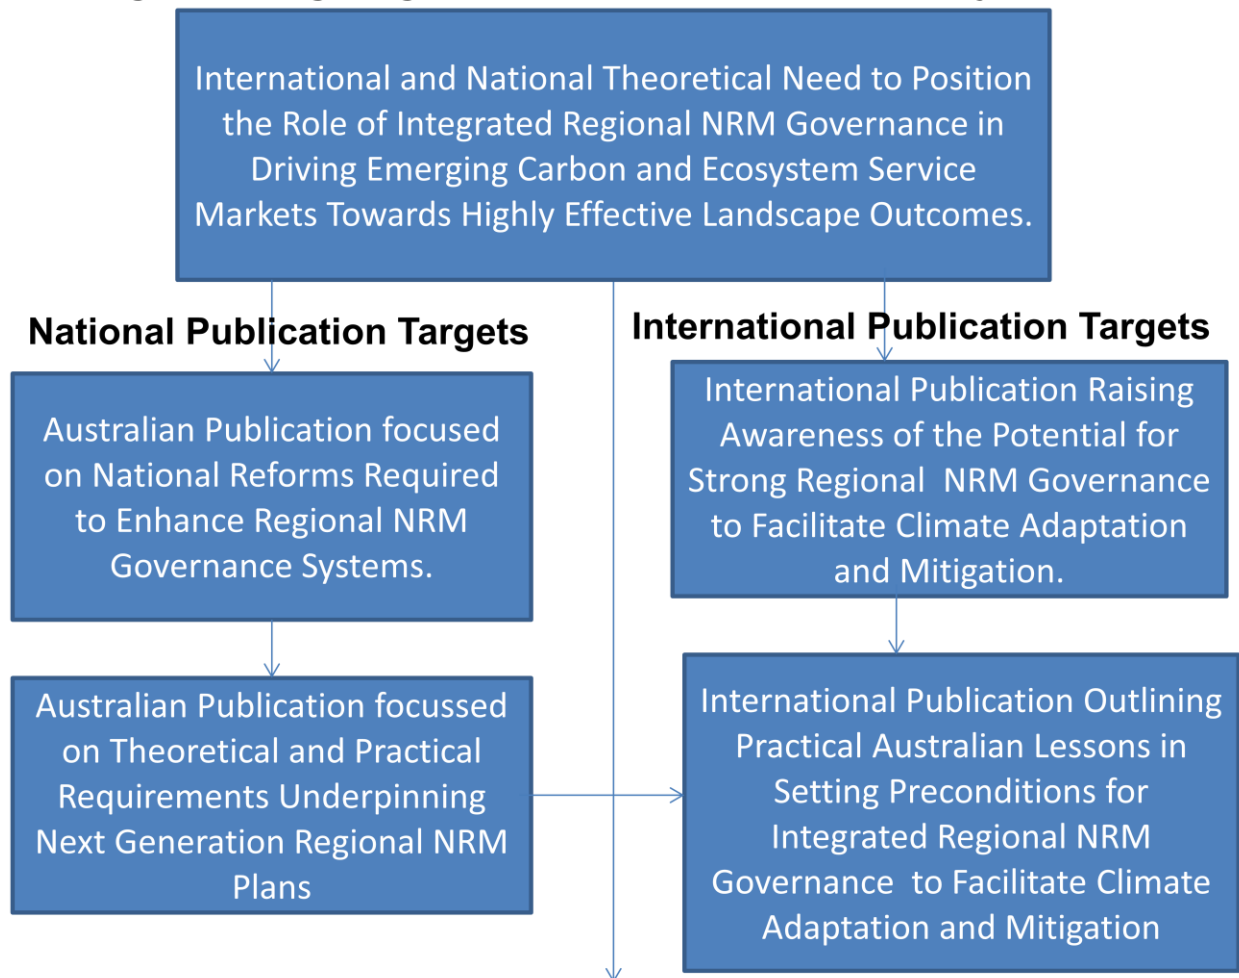 International and National Theoretical Need to Position
the Role of Integrated Regional NRM Governance in
Driving Emerging Carbon and Ecosystem Service
Markets Towards Highly Effective Landscape Outcomes.
National Publication Targets
International Publication Targets
Australian Publication focused
on National Reforms Required
to Enhance Regional NRM
Governance Systems.
International Publication Raising
Awareness of the Potential for
Strong Regional  NRM Governance
to Facilitate Climate Adaptation
and Mitigation.
Australian Publication focussed
on Theoretical and Practical
Requirements Underpinning
Next Generation Regional NRM
Plans
International Publication Outlining
Practical Australian Lessons in
Setting Preconditions for
Integrated Regional NRM
Governance  to Facilitate Climate
Adaptation and Mitigation